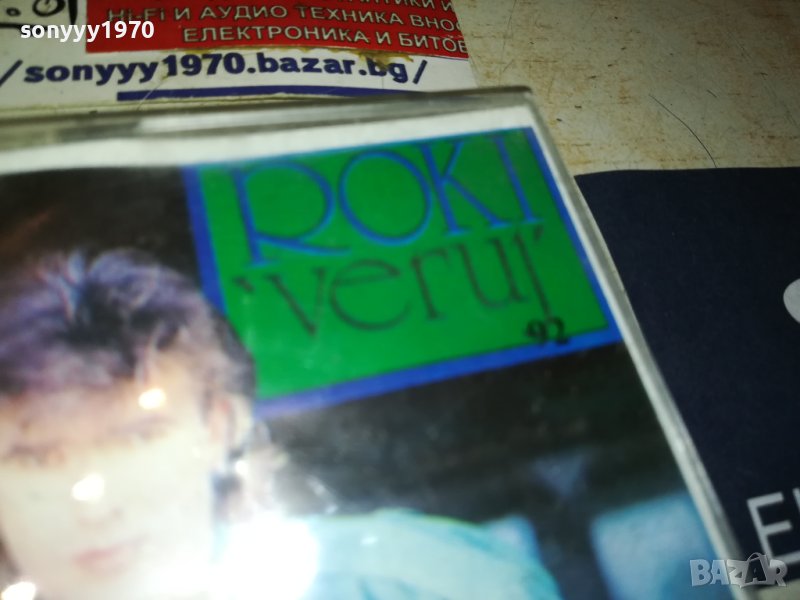 sonyyy1970
Hi-Fi И АУДИО ТЕХНИКА ВНОС
ЕЛЕКТРОНИКА И БИТОВ
/sonyyy1970.bazar.bg/
ROKI
'veruj'
92
BAZAR